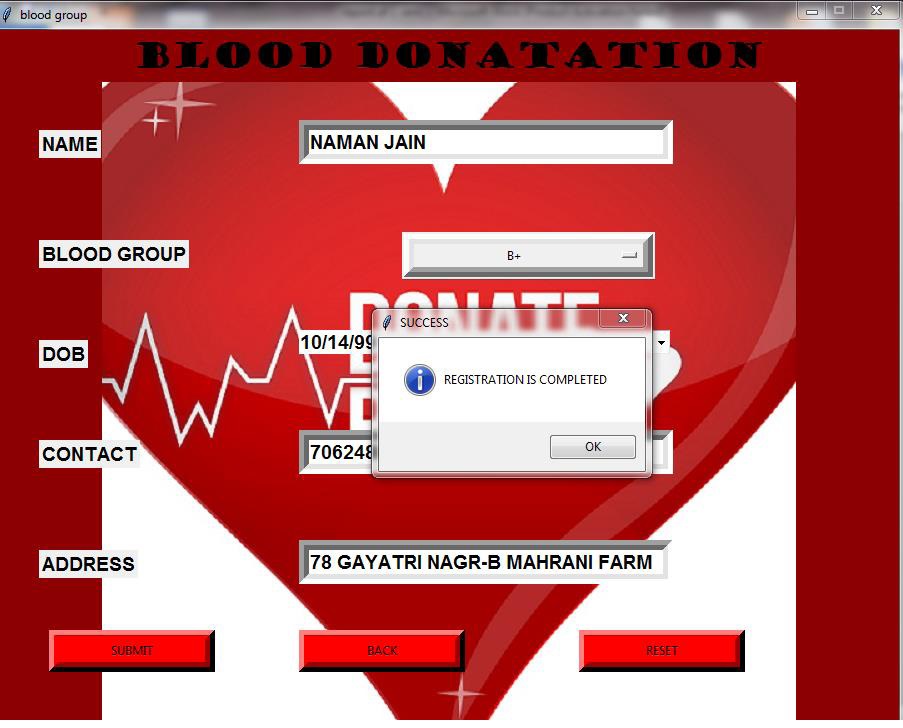 blood group
BLOOD DONATATION
NAME
NAMAN JAIN
BLOOD GROUP
B+
DONATE
SUCCESS
DOB
10/14/99
REGISTRATION IS COMPLETED
OK
CONTACT
706248
ADDRESS
78 GAYATRI NAGR-B MAHRANI FARM
SUBMIT
BACK
RESET